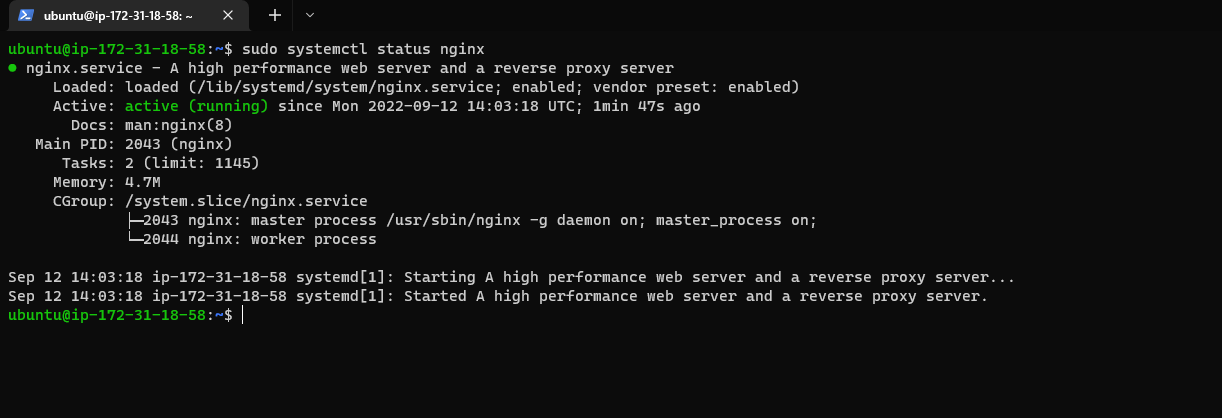 ubuntu@ip-172-31-18-58: ~
ubuntu@ip-172-31-18-58:~$ sudo systemctl status nginx
● nginx.service - A high performance web server and a reverse proxy server
     Loaded: loaded (/lib/systemd/system/nginx.service; enabled; vendor preset: enabled)
     Active: active (running) since Mon 2022-09-12 14:03:18 UTC; 1min 47s ago
       Docs: man:nginx(8)
   Main PID: 2043 (nginx)
      Tasks: 2 (limit: 1145)
     Memory: 4.7M
     CGroup: /system.slice/nginx.service
             ├─2043 nginx: master process /usr/sbin/nginx -g daemon on; master_process on;
             └─2044 nginx: worker process
Sep 12 14:03:18 ip-172-31-18-58 systemd[1]: Starting A high performance web server and a reverse proxy server...
Sep 12 14:03:18 ip-172-31-18-58 systemd[1]: Started A high performance web server and a reverse proxy server.
ubuntu@ip-172-31-18-58:~$